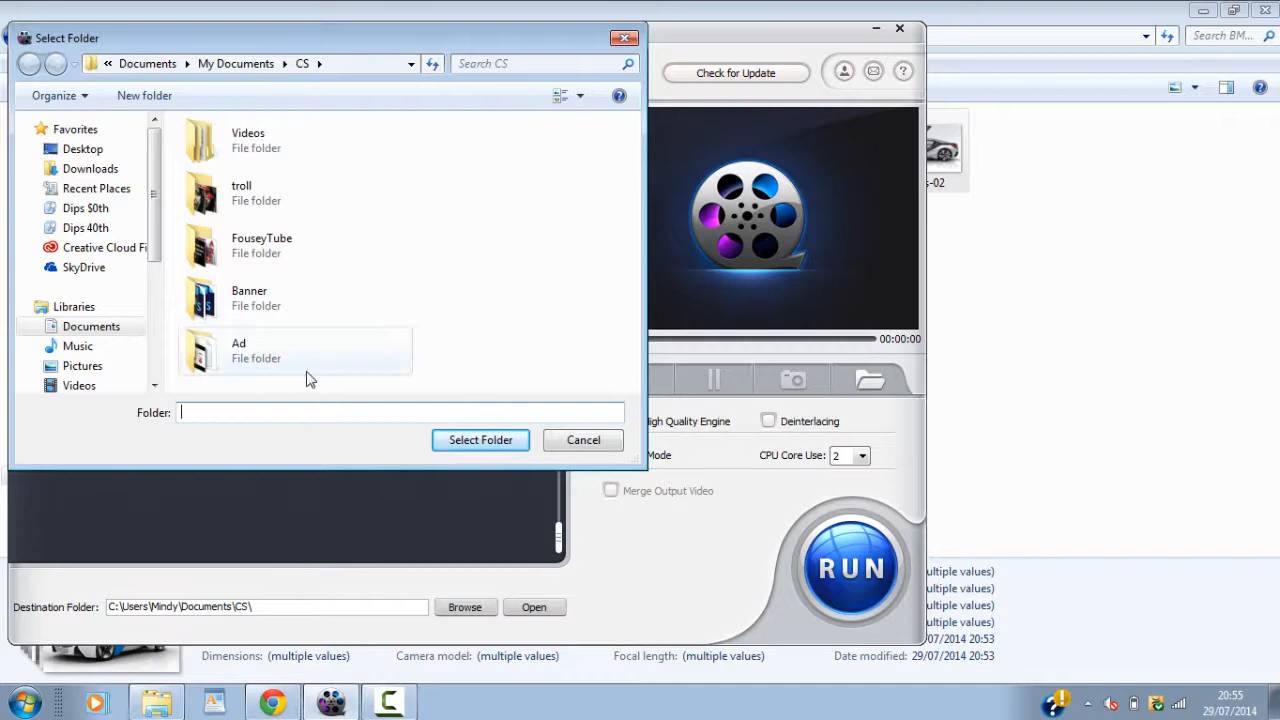 Select Folder
« Documents My Documents CS
Search CS
Search BM...
Organize
New folder
Check for Update
Favorites
Desktop
Downloads
Recent Places
Dips $0th
Dips 40th
Creative Cloud Fi
SkyDrive
Libraries
Documents
Music
Pictures
Videos
Videos
File folder
troll
File folder
FouseyTube
File folder
Banner
File folder
Ad
File folder
Folder:
Select Folder
Cancel
s-02
00:00:00
igh Quality Engine
Deinterlacing
Mode
CPU Core Use:
2
Merge Output Video
RUN
Destination Folder:
C:\Users\Mindy\Documents\CS\
Browse
Open
ultiple values)
ultiple values)
ultiple values)
ultiple values)
/07/2014 20:53
Dimensions: (multiple values)
Camera model: (multiple values)
Focal length: (multiple values)
Date modified: 29/07/2014 20:53
20:55
29/07/2014